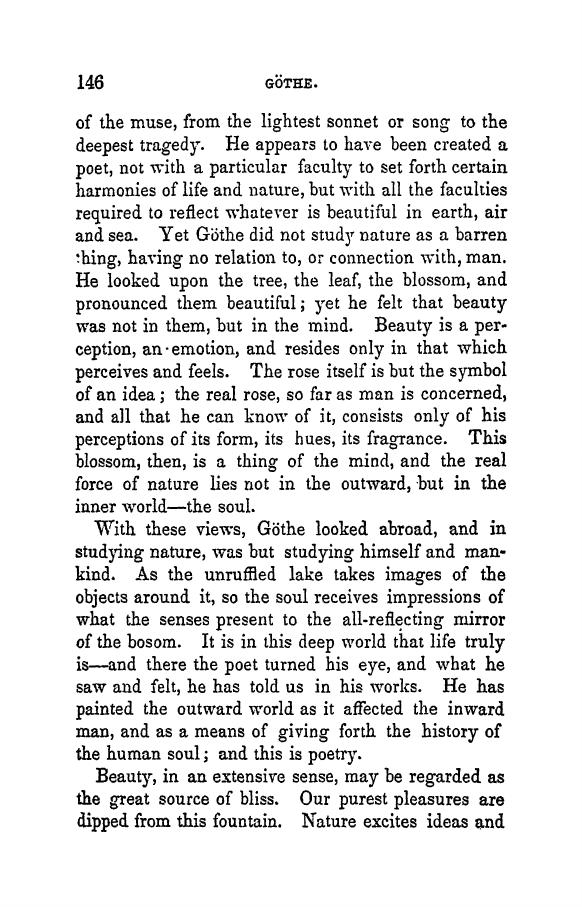 146 GÖTHE.
of the muse, from the lightest sonnet or song to the
deepest tragedy. He appears to have been created a
poet, not with a particular faculty to set forth certain
harmonies of life and nature, but with all the faculties
required to reflect whatever is beautiful in earth, air
and sea. Yet Göthe did not study nature as a barren
thing, having no relation to, or connection with, man.
He looked upon the tree, the leaf, the blossom, and
pronounced them beautiful; yet he felt that beauty
was not in them, but in the mind. Beauty is a per-
ception, an emotion, and resides only in that which
perceives and feels. The rose itself is but the symbol
of an idea; the real rose, so far as man is concerned,
and all that he can know of it, consists only of his
perceptions of its form, its hues, its fragrance. This
blossom, then, is a thing of the mind, and the real
force of nature lies not in the outward, but in the
inner world—the soul.
With these views, Göthe looked abroad, and in
studying nature, was but studying himself and man-
kind. As the unruffled lake takes images of the
objects around it, so the soul receives impressions of
what the senses present to the all-reflecting mirror
of the bosom. It is in this deep world that life truly
is—and there the poet turned his eye, and what he
saw and felt, he has told us in his works. He has
painted the outward world as it affected the inward
man, and as a means of giving forth the history of
the human soul; and this is poetry.
Beauty, in an extensive sense, may be regarded as
the great source of bliss. Our purest pleasures are
dipped from this fountain. Nature excites ideas and